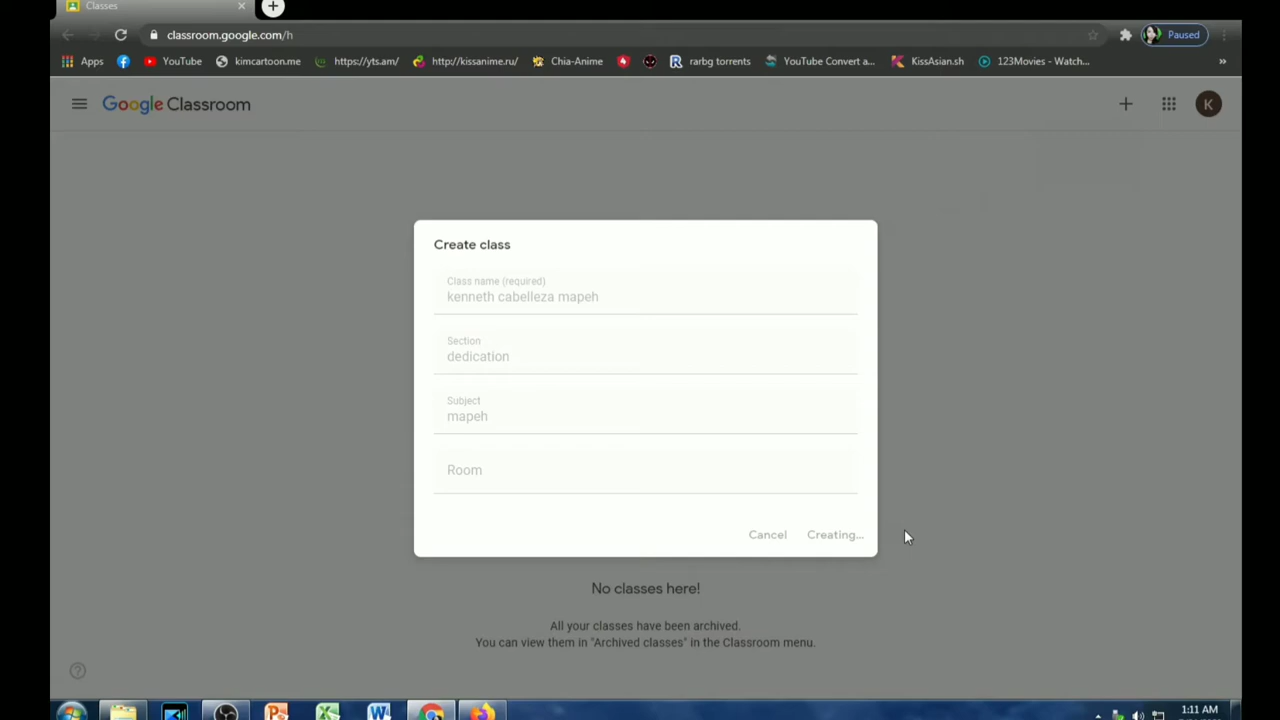 Classes
classroom.google.com/h
Paused
Apps
YouTube
kimcartoon.me
https://yts.am/
http://kissanime.ru/
Chia-Anime
rarbg torrents
YouTube Convert a...
KissAsian.sh
123Movies - Watch...
»
Google Classroom
K
Create class
Class name (required)
kenneth cabelleza mapeh
Section
dedication
Subject
mapeh
Room
Cancel
Creating...
No classes here!
All your classes have been archived.
You can view them in "Archived classes" in the Classroom menu.
1:11 AM